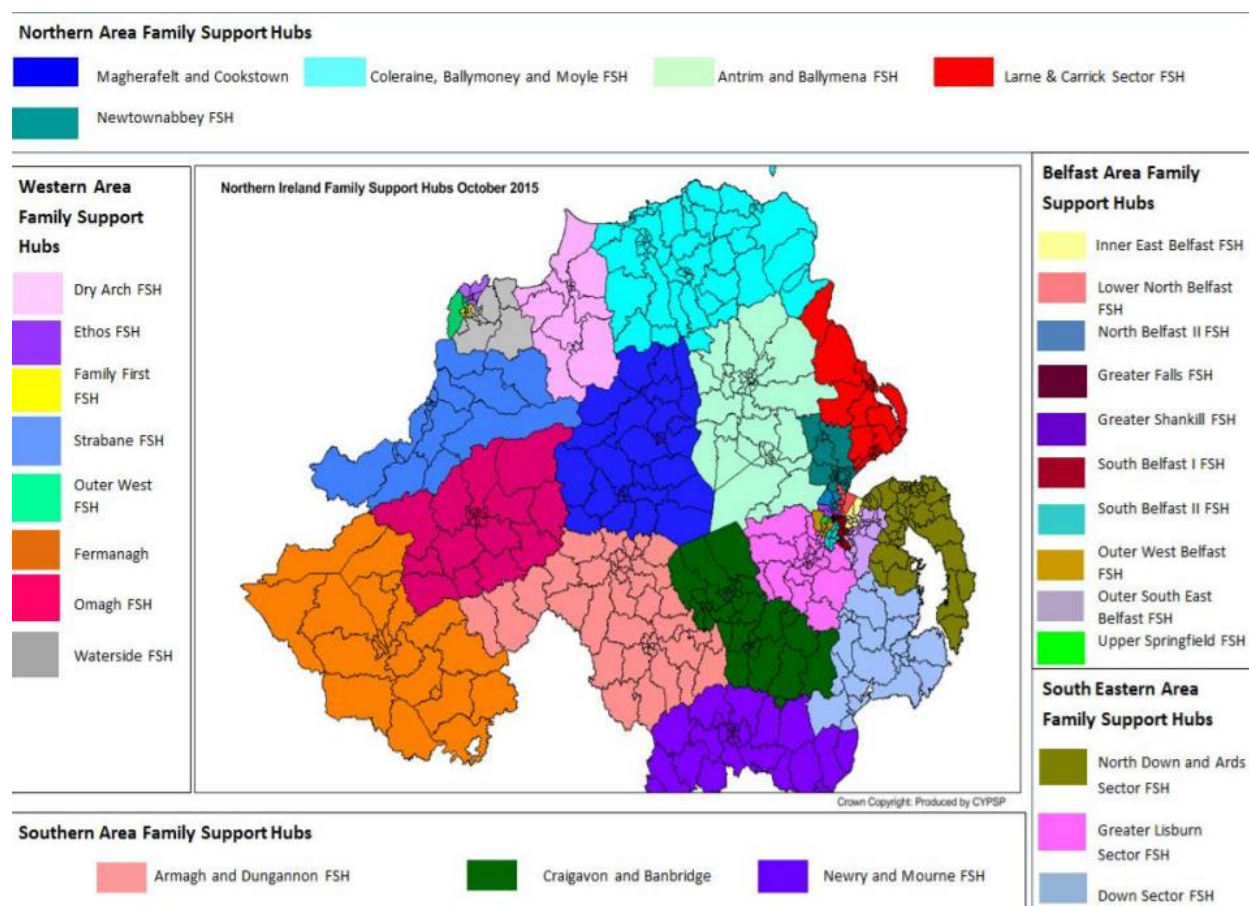 Northern Area Family Support Hubs
Magherafelt and Cookstown
Coleraine, Ballymoney and Moyle FSH
Antrim and Ballymena FSH
Larne & Carrick Sector FSH
Newtownabbey FSH
Western Area
Family Support
Hubs
Dry Arch FSH
Ethos FSH
Family First
FSH
Strabane FSH
Outer West
FSH
Fermanagh
Omagh FSH
Waterside FSH
Northern Ireland Family Support Hubs October 2015
Crown Copyright: Produced by CYPSP
Belfast Area Family
Support Hubs
Inner East Belfast FSH
Lower North Belfast
FSH
North Belfast II FSH
Greater Falls FSH
Greater Shankill FSH
South Belfast I FSH
South Belfast II FSH
Outer West Belfast
FSH
Outer South East
Belfast FSH
Upper Springfield FSH
South Eastern Area
Family Support Hubs
North Down and Ards
Sector FSH
Greater Lisburn
Sector FSH
Down Sector FSH
Southern Area Family Support Hubs
Armagh and Dungannon FSH
Craigavon and Banbridge
Newry and Mourne FSH